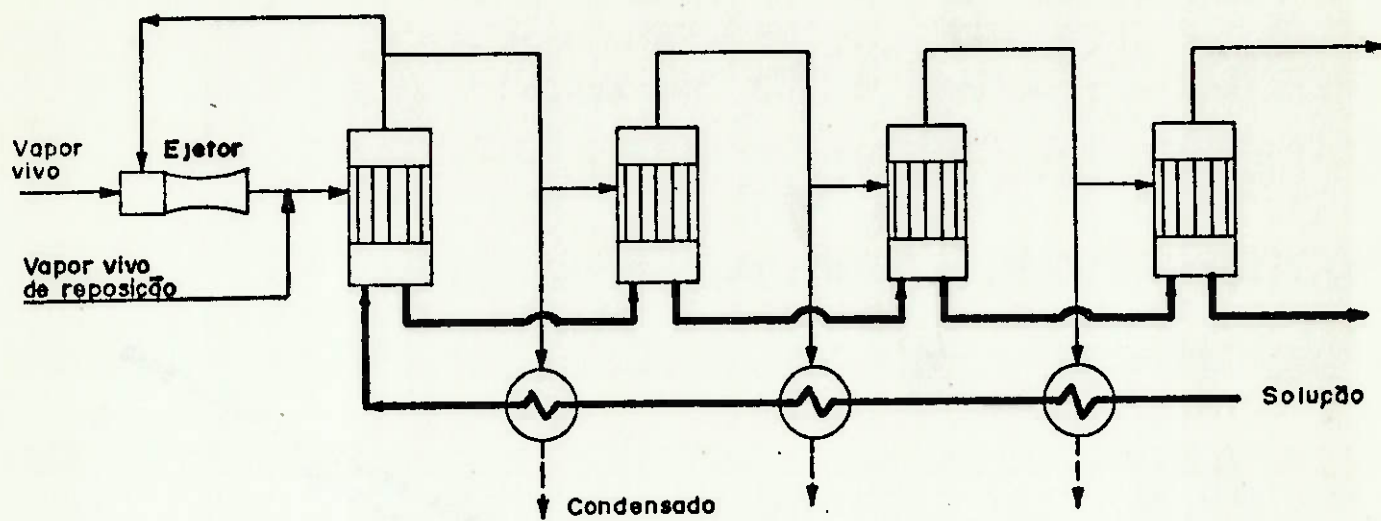 Vapor
vivo
Ejetor
Vapor vivo
de reposição
Solução
Condensado